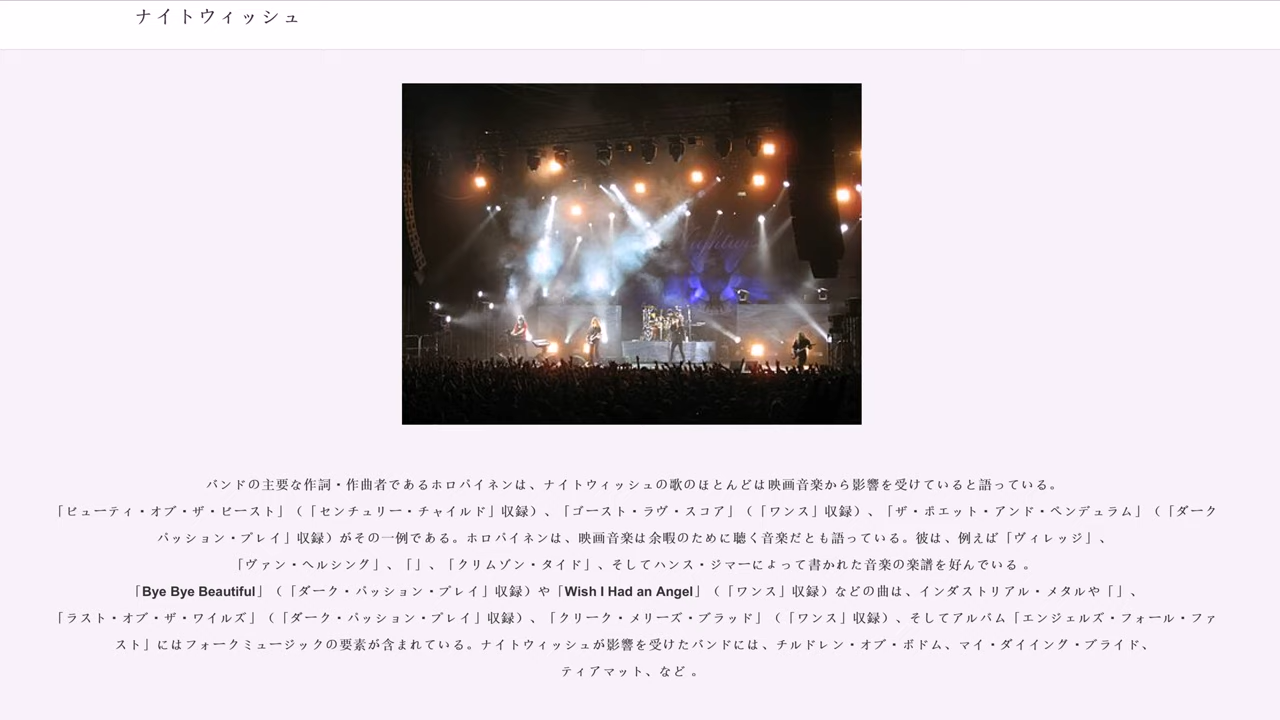 ナイトウィッシュ
バンドの主要な作詞・作曲者であるホロパイネンは、ナイトウィッシュの歌のほとんどは映画音楽から影響を受けていると語っている。
「ビューティ・オブ・ザ・ビースト」（「センチュリー・チャイルド」収録）、「ゴースト・ラヴ・スコア」（「ワンス」収録）、「ザ・ポエット・アンド・ペンデュラム」（「ダーク
パッション・プレイ」収録）がその一例である。ホロパイネンは、映画音楽は余暇のために聴く音楽だとも語っている。彼は、例えば「ヴィレッジ」、
「ヴァン・ヘルシング」、「」、「クリムゾン・タイド」、そしてハンス・ジマーによって書かれた音楽の楽譜を好んでいる 。
「Bye Bye Beautiful」（「ダーク・パッション・プレイ」収録）や「Wish I Had an Angel」（「ワンス」収録）などの曲は、インダストリアル・メタルや「」、
「ラスト・オブ・ザ・ワイルズ」（「ダーク・パッション・プレイ」収録）、「クリーク・メリーズ・ブラッド」（「ワンス」収録）、そしてアルバム「エンジェルズ・フォール・ファ
スト」にはフォークミュージックの要素が含まれている。ナイトウィッシュが影響を受けたバンドには、チルドレン・オブ・ボドム、マイ・ダイイング・ブライド、
ティアマット、など 。